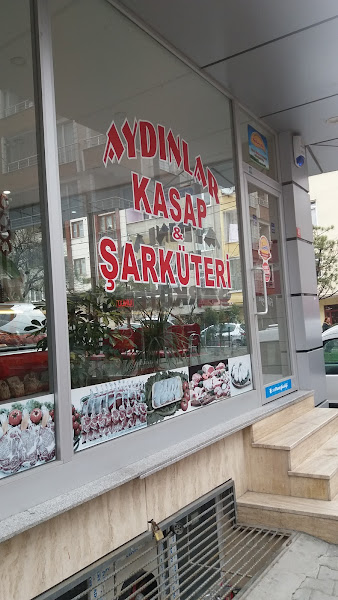 AYDINLAR
KASAP
&
ŞARKÜTERİ